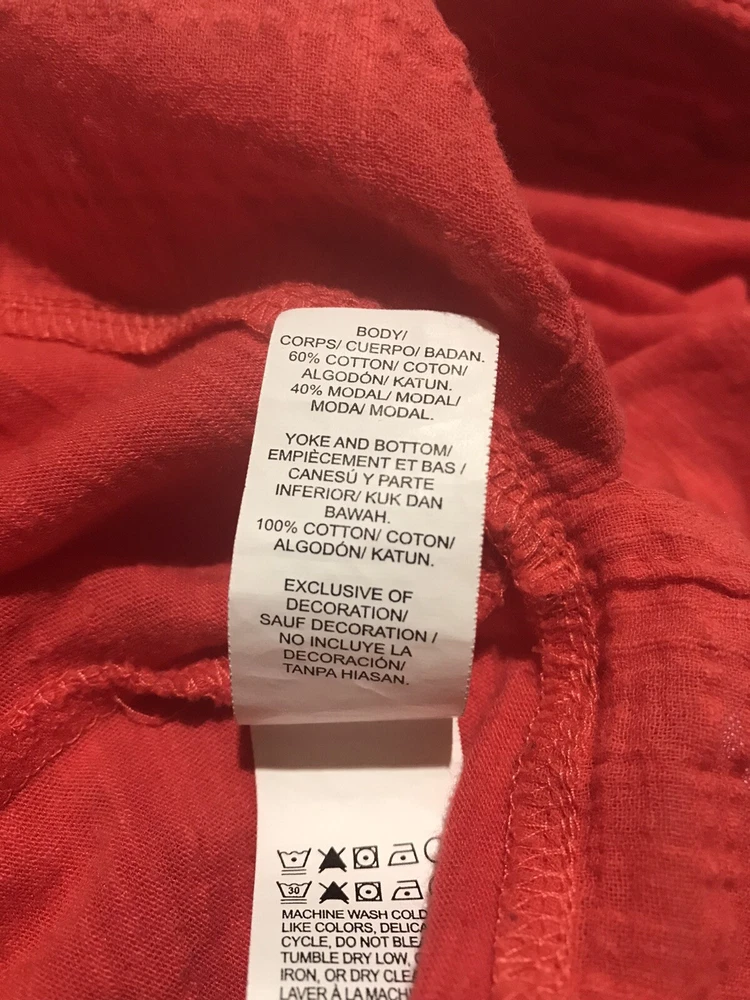 BODY/
CORPS/ CUERPO/ BADAN.
60% COTTON/ COTON/
ALGODÓN/ KATUN.
40% MODAL/ MODAL/
MODA/ MODAL.
YOKE AND BOTTOM/
EMPIÈCEMENT ET BAS /
CANESÚ Y PARTE
INFERIOR/ KUK DAN
BAWAH.
100% COTTON/ COTON/
ALGODÓN/ KATUN.
EXCLUSIVE OF
DECORATION/
SAUF DECORATION /
NO INCLUYE LA
DECORACIÓN/
TANPA HIASAN.
30
MACHINE WASH COLD
LIKE COLORS,
CYCLE, DO NOT
TUMBLE DRY LOW,
IRON, OR DRY
LAVER À LA